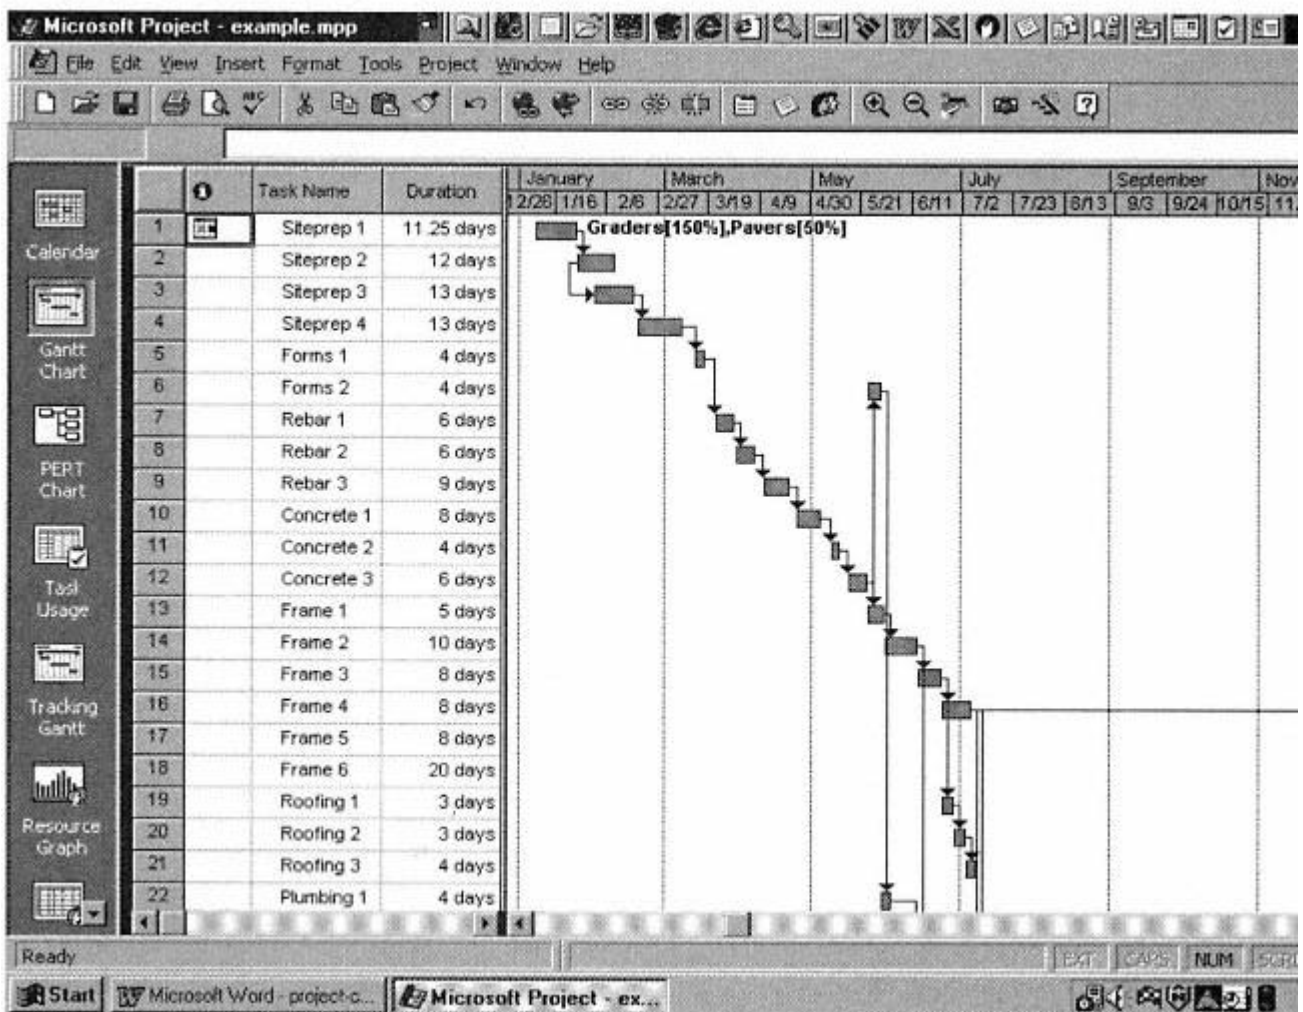 Microsoft Project - example.mpp
File Edit View Insert Format Tools Project Window Help
Task Name Duration
January March May July September Nov
12/26 1/16 2/6 2/27 3/19 4/9 4/30 5/21 6/11 7/2 7/23 8/13 9/3 9/24 10/15 11
1 Siteprep 1 11.25 days Graders[150%],Pavers[50%]
2 Siteprep 2 12 days
3 Siteprep 3 13 days
4 Siteprep 4 13 days
5 Forms 1 4 days
6 Forms 2 4 days
7 Rebar 1 6 days
8 Rebar 2 6 days
9 Rebar 3 9 days
10 Concrete 1 8 days
11 Concrete 2 4 days
12 Concrete 3 6 days
13 Frame 1 5 days
14 Frame 2 10 days
15 Frame 3 8 days
16 Frame 4 8 days
17 Frame 5 8 days
18 Frame 6 20 days
19 Roofing 1 3 days
20 Roofing 2 3 days
21 Roofing 3 4 days
22 Plumbing 1 4 days
Calendar
Gantt
Chart
PERT
Chart
Task
Usage
Tracking
Gantt
Resource
Graph
Ready EXT CAPS NUM SCRL
Start Microsoft Word - project-c... Microsoft Project - ex...